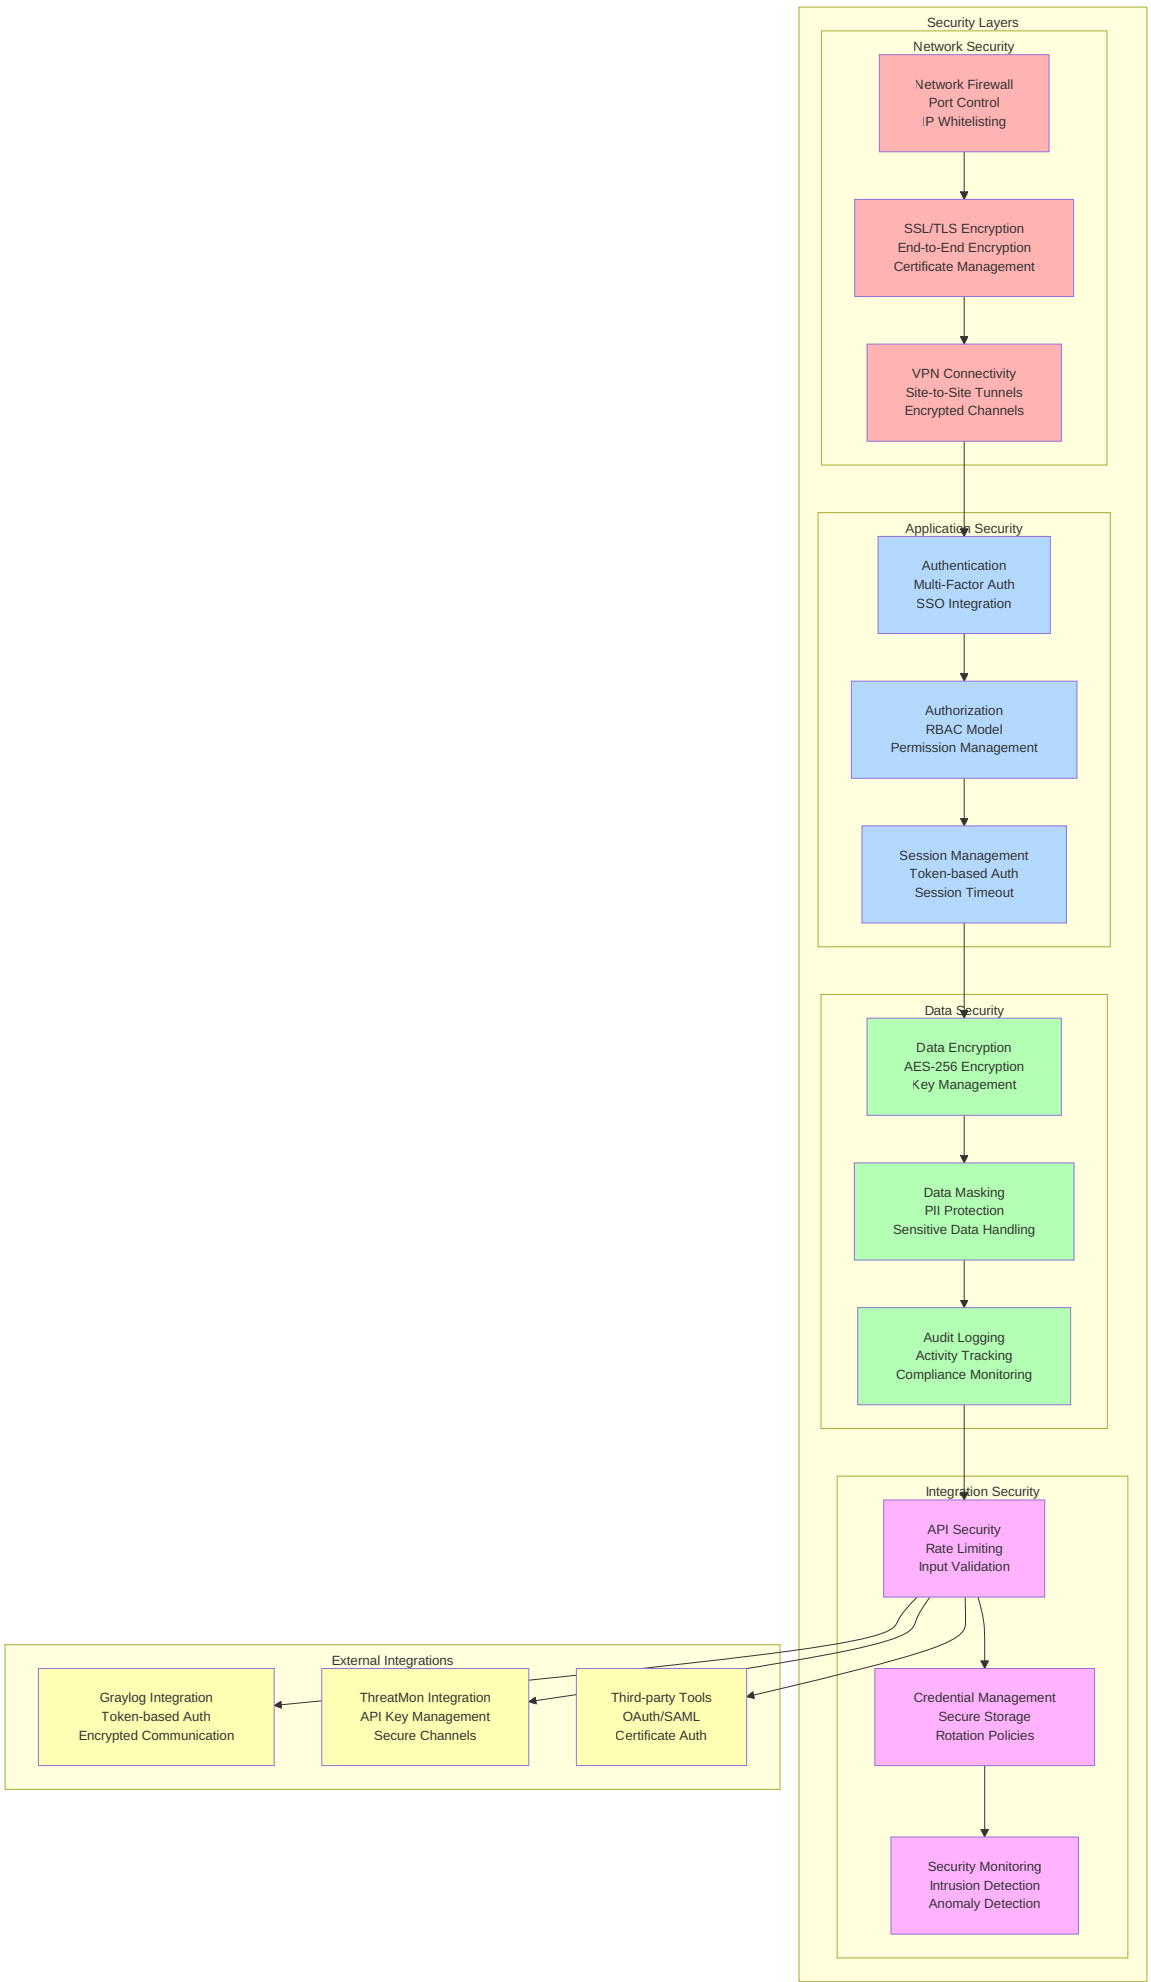 Security Layers
Network Security
Network Firewall
Port Control
IP Whitelisting
SSL/TLS Encryption
End-to-End Encryption
Certificate Management
VPN Connectivity
Site-to-Site Tunnels
Encrypted Channels
Application Security
Authentication
Multi-Factor Auth
SSO Integration
Authorization
RBAC Model
Permission Management
Session Management
Token-based Auth
Session Timeout
Data Security
Data Encryption
AES-256 Encryption
Key Management
Data Masking
PII Protection
Sensitive Data Handling
Audit Logging
Activity Tracking
Compliance Monitoring
Integration Security
API Security
Rate Limiting
Input Validation
External Integrations
Graylog Integration
Token-based Auth
Encrypted Communication
ThreatMon Integration
API Key Management
Secure Channels
Third-party Tools
OAuth/SAML
Certificate Auth
Credential Management
Secure Storage
Rotation Policies
Security Monitoring
Intrusion Detection
Anomaly Detection